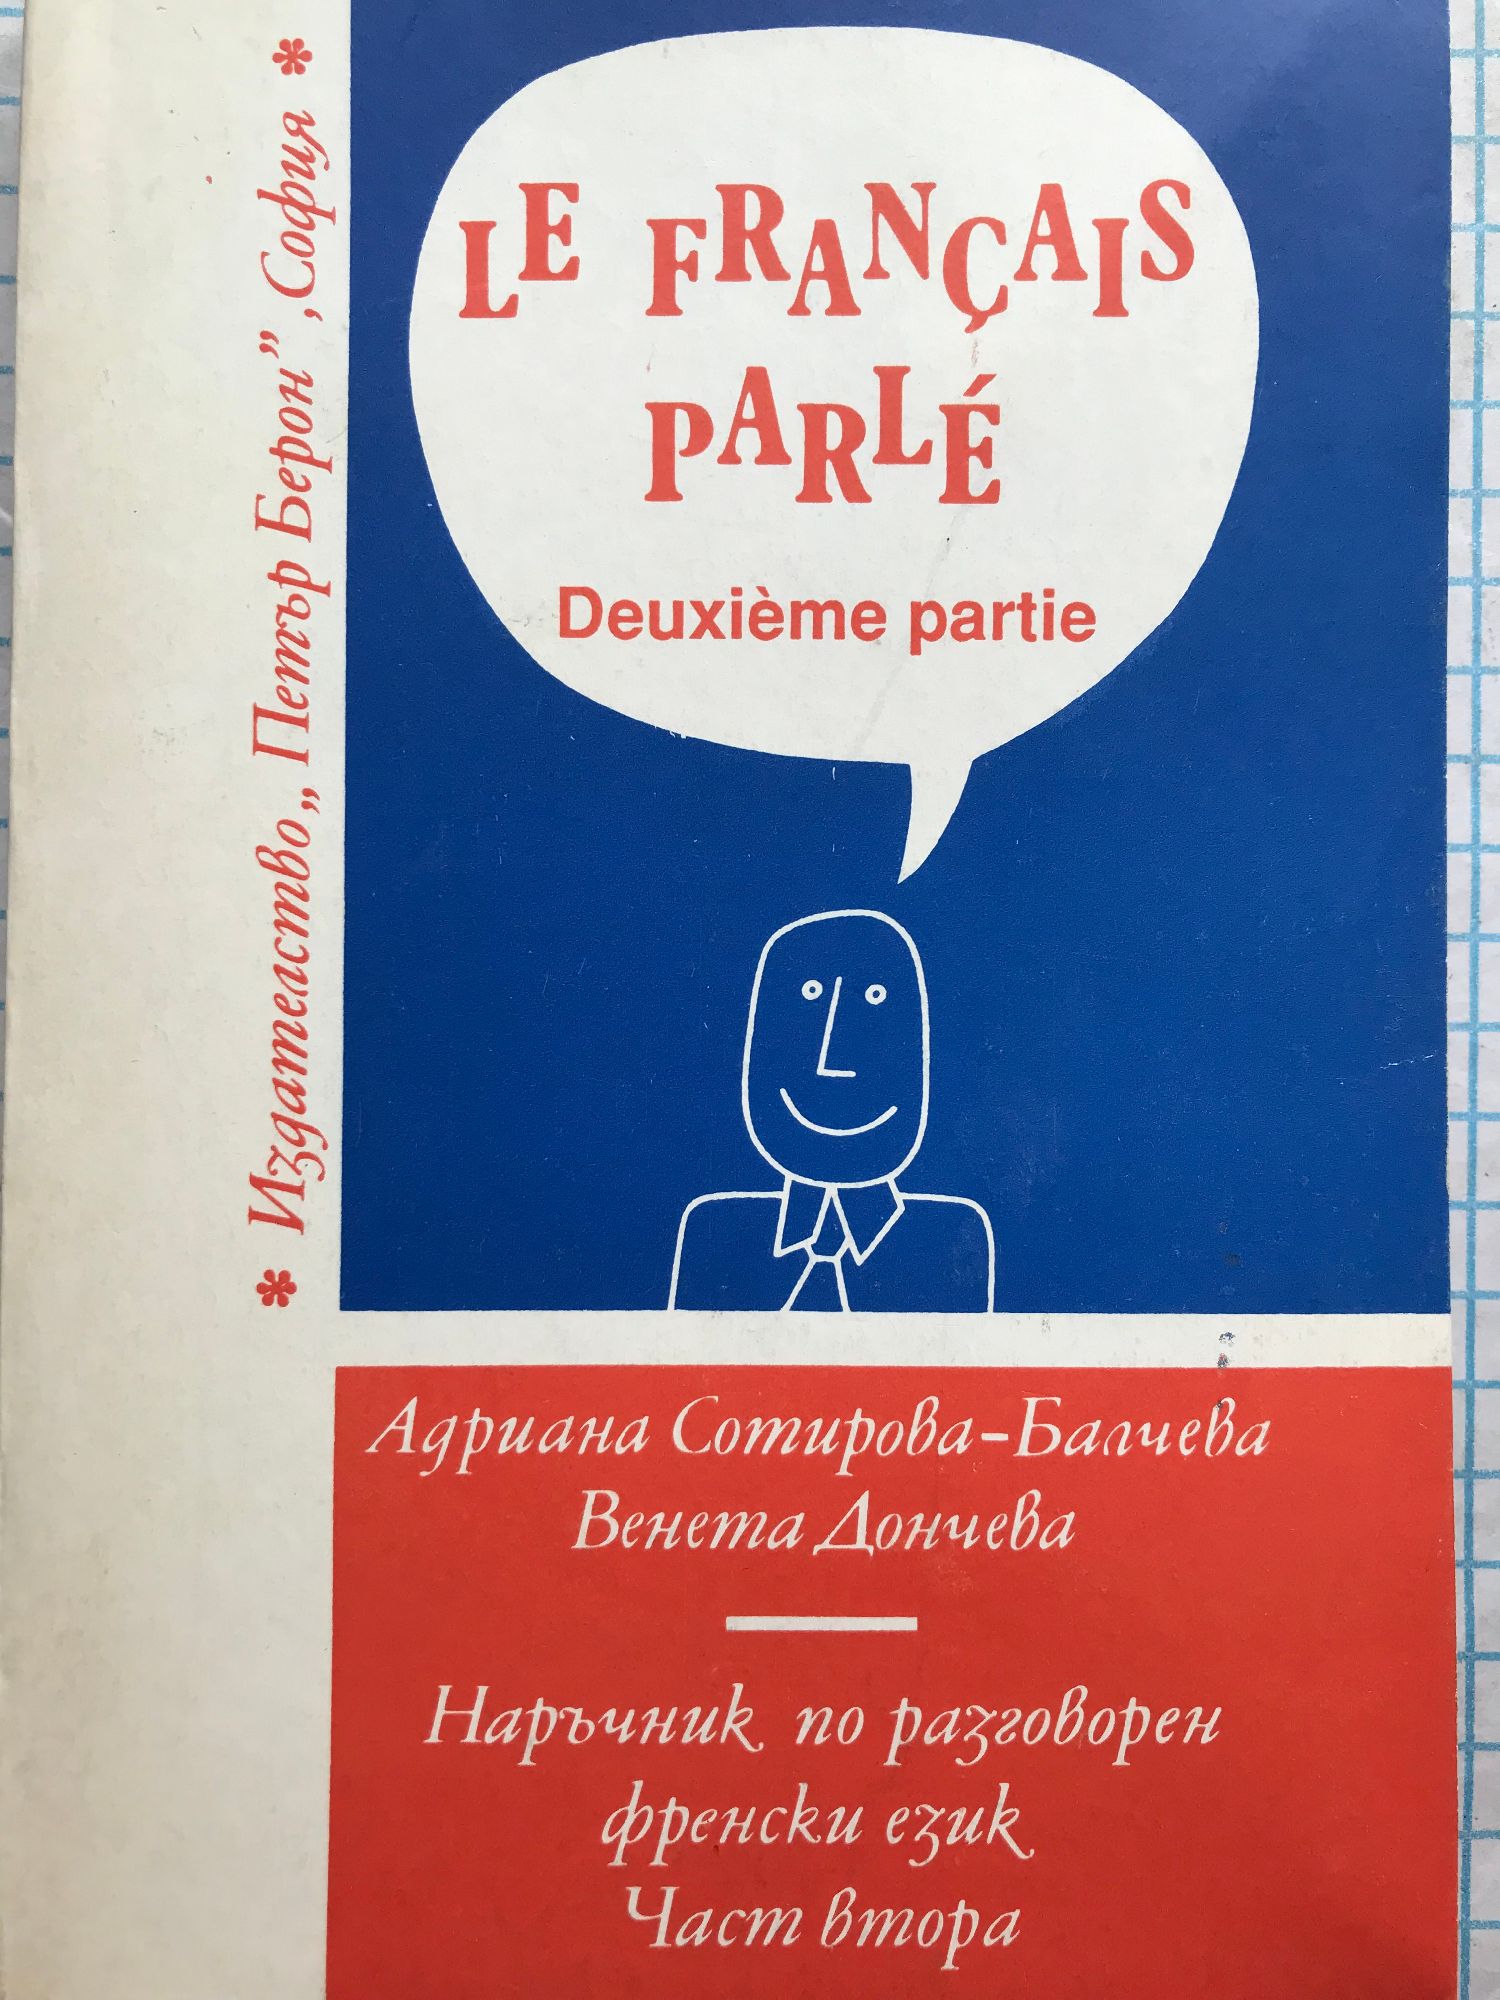 LE FRANÇAIS
PARLÉ
Deuxième partie
* Издателство „Петър Берон”, София *
Адриана Сотирова-Балчева
Венета Дончева
Наръчник по разговорен
френски език
Част втора